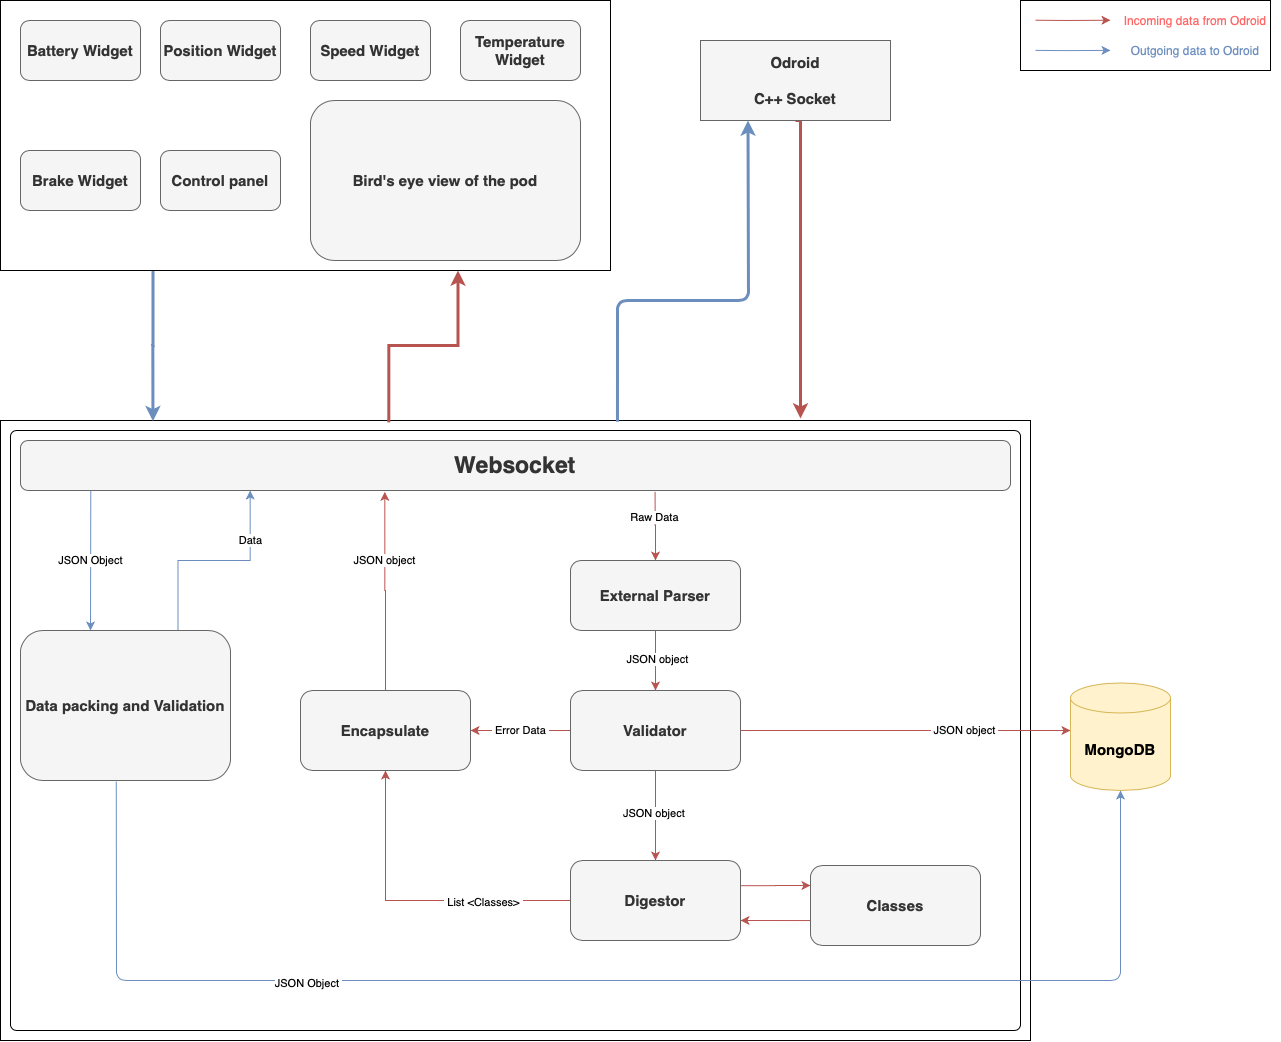 Battery Widget
Position Widget
Speed Widget
Temperature
Widget
Brake Widget
Control panel
Bird's eye view of the pod
Odroid
C++ Socket
Incoming data from Odroid
Outgoing data to Odroid
Websocket
JSON Object
Data
JSON object
Raw Data
External Parser
JSON object
Data packing and Validation
Encapsulate
Error Data
Validator
JSON object
MongoDB
JSON object
List <Classes>
Digestor
Classes
JSON Object